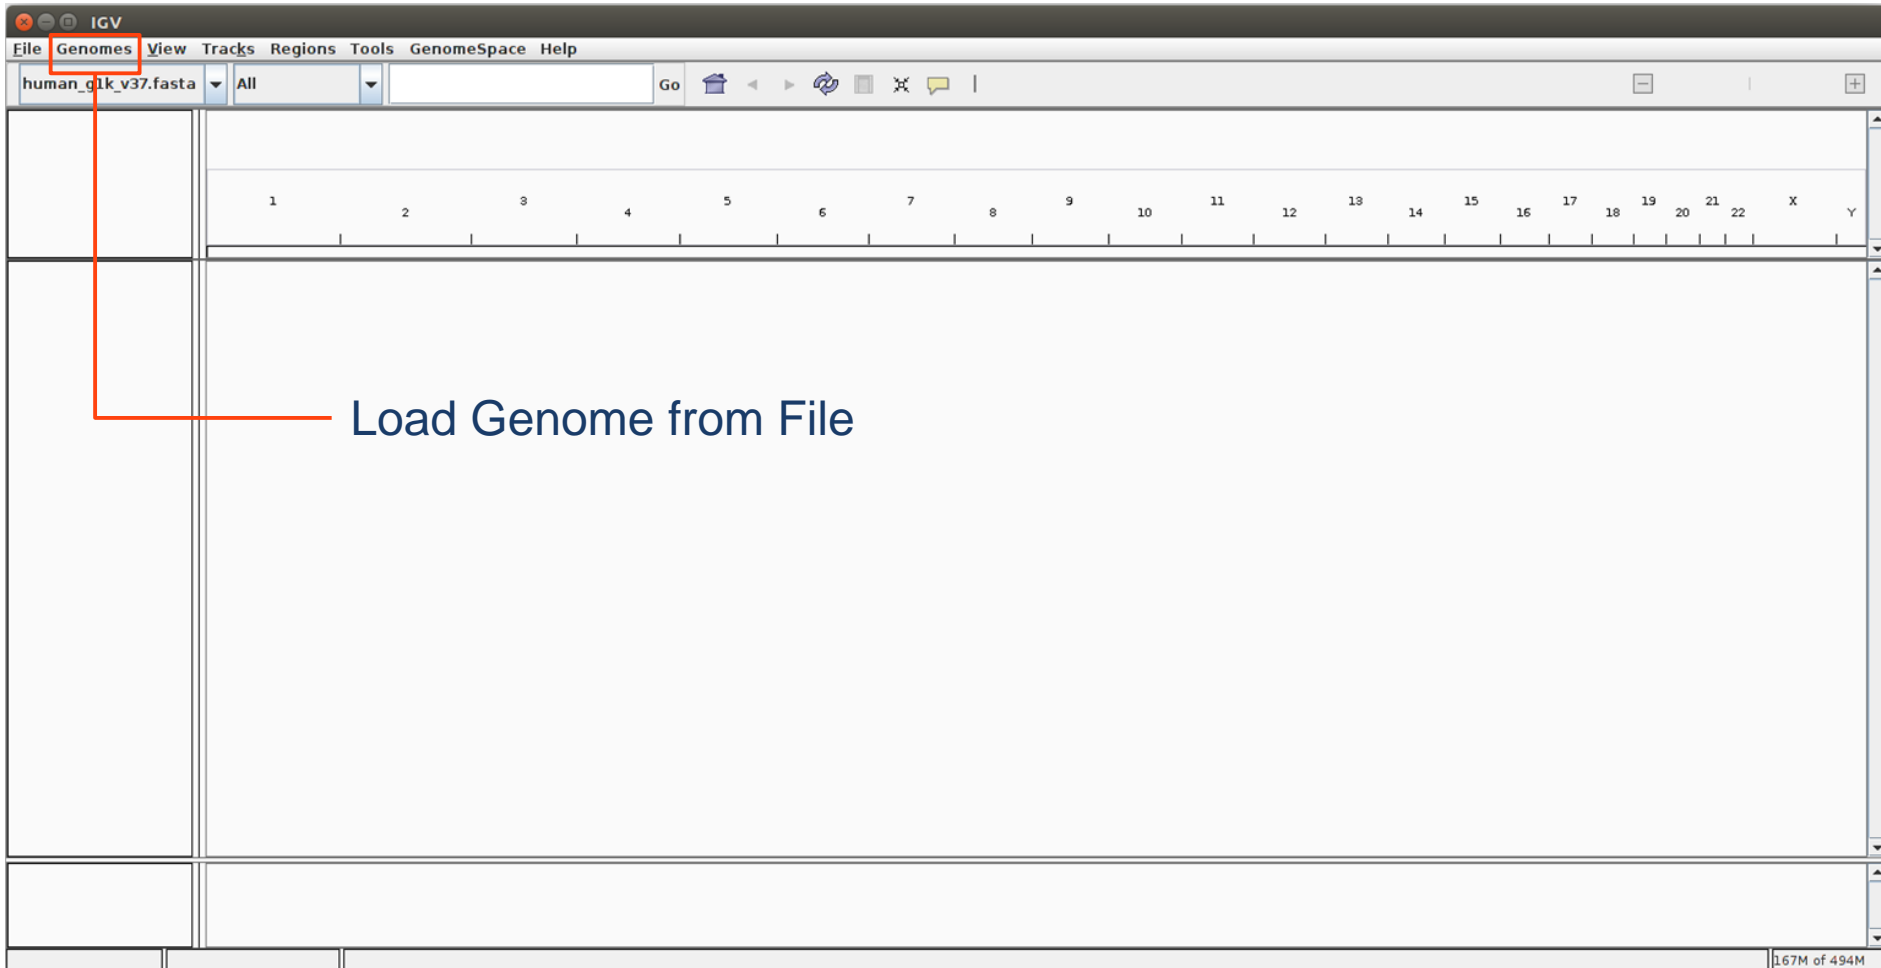 IGV
File Genomes View Tracks Regions Tools GenomeSpace Help
human_g1k_v37.fasta All Go
1 2 3 4 5 6 7 8 9 10 11 12 13 14 15 16 17 18 19 20 21 22 X Y
Load Genome from File
167M of 494M